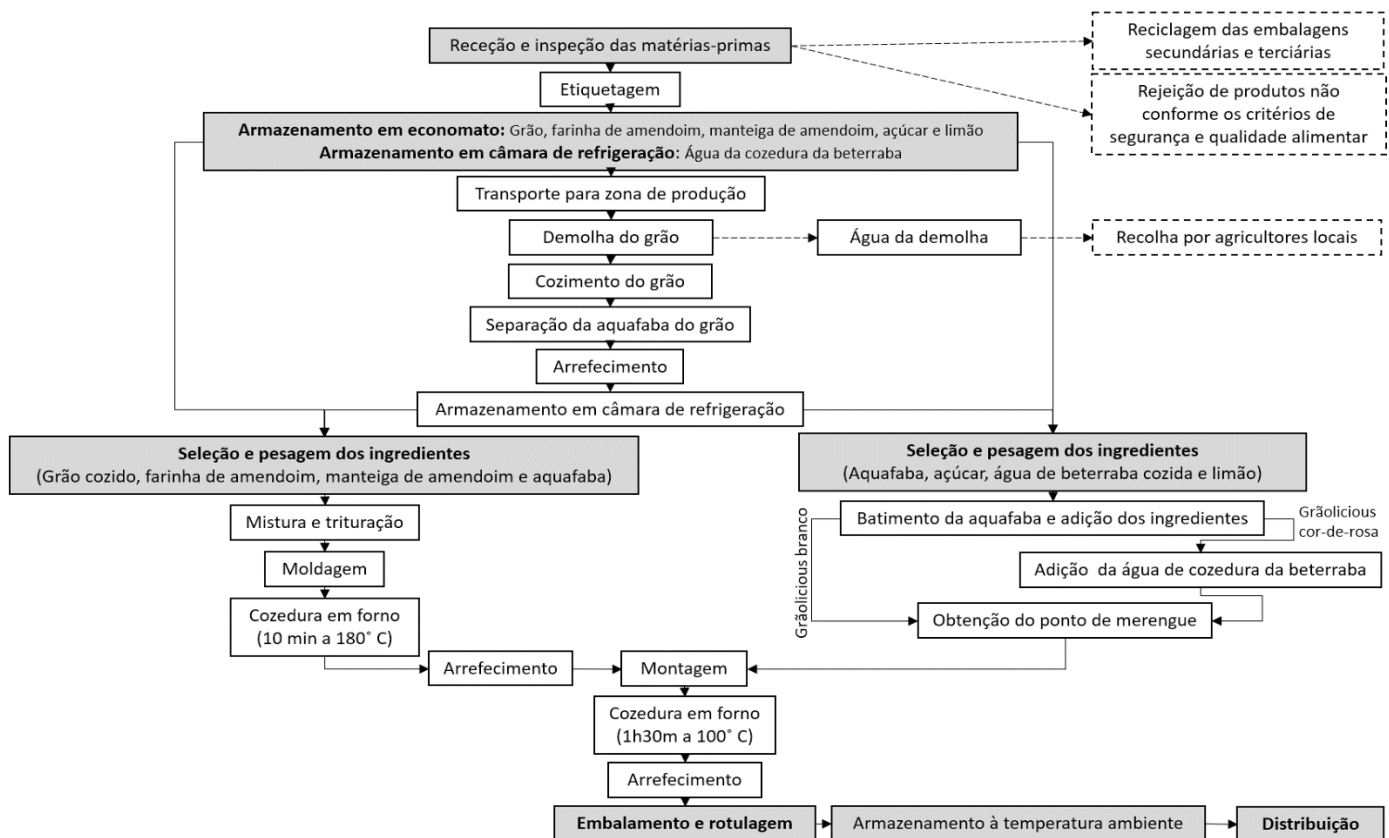 Receção e inspeção das matérias-primas
Reciclagem das embalagens
secundárias e terciárias
Etiquetagem
Rejeição de produtos não
conforme os critérios de
segurança e qualidade alimentar
Armazenamento em economato: Grão, farinha de amendoim, manteiga de amendoim, açúcar e limão
Armazenamento em câmara de refrigeração: Água da cozedura da beterraba
Transporte para zona de produção
Demolha do grão
Água da demolha
Recolha por agricultores locais
Cozimento do grão
Separação da aquafaba do grão
Arrefecimento
Armazenamento em câmara de refrigeração
Seleção e pesagem dos ingredientes
(Grão cozido, farinha de amendoim, manteiga de amendoim e aquafaba)
Seleção e pesagem dos ingredientes
(Aquafaba, açúcar, água de beterraba cozida e limão)
Mistura e trituração
Moldagem
Cozedura em forno
(10 min a 180˚ C)
Arrefecimento
Batimento da aquafaba e adição dos ingredientes
Grãolicious
cor-de-rosa
Grãolicious branco
Adição  da água de cozedura da beterraba
Obtenção do ponto de merengue
Montagem
Cozedura em forno
(1h30m a 100˚ C)
Arrefecimento
Embalamento e rotulagem
Armazenamento à temperatura ambiente
Distribuição